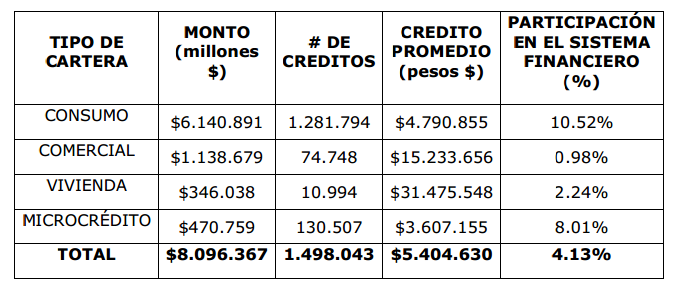 TIPO DE CARTERA | MONTO (millones $) | # DE CREDITOS | CREDITO PROMEDIO (pesos $) | PARTICIPACIÓN EN EL SISTEMA FINANCIERO (%)
CONSUMO | $6.140.891 | 1.281.794 | $4.790.855 | 10.52%
COMERCIAL | $1.138.679 | 74.748 | $15.233.656 | 0.98%
VIVIENDA | $346.038 | 10.994 | $31.475.548 | 2.24%
MICROCRÉDITO | $470.759 | 130.507 | $3.607.155 | 8.01%
TOTAL | $8.096.367 | 1.498.043 | $5.404.630 | 4.13%